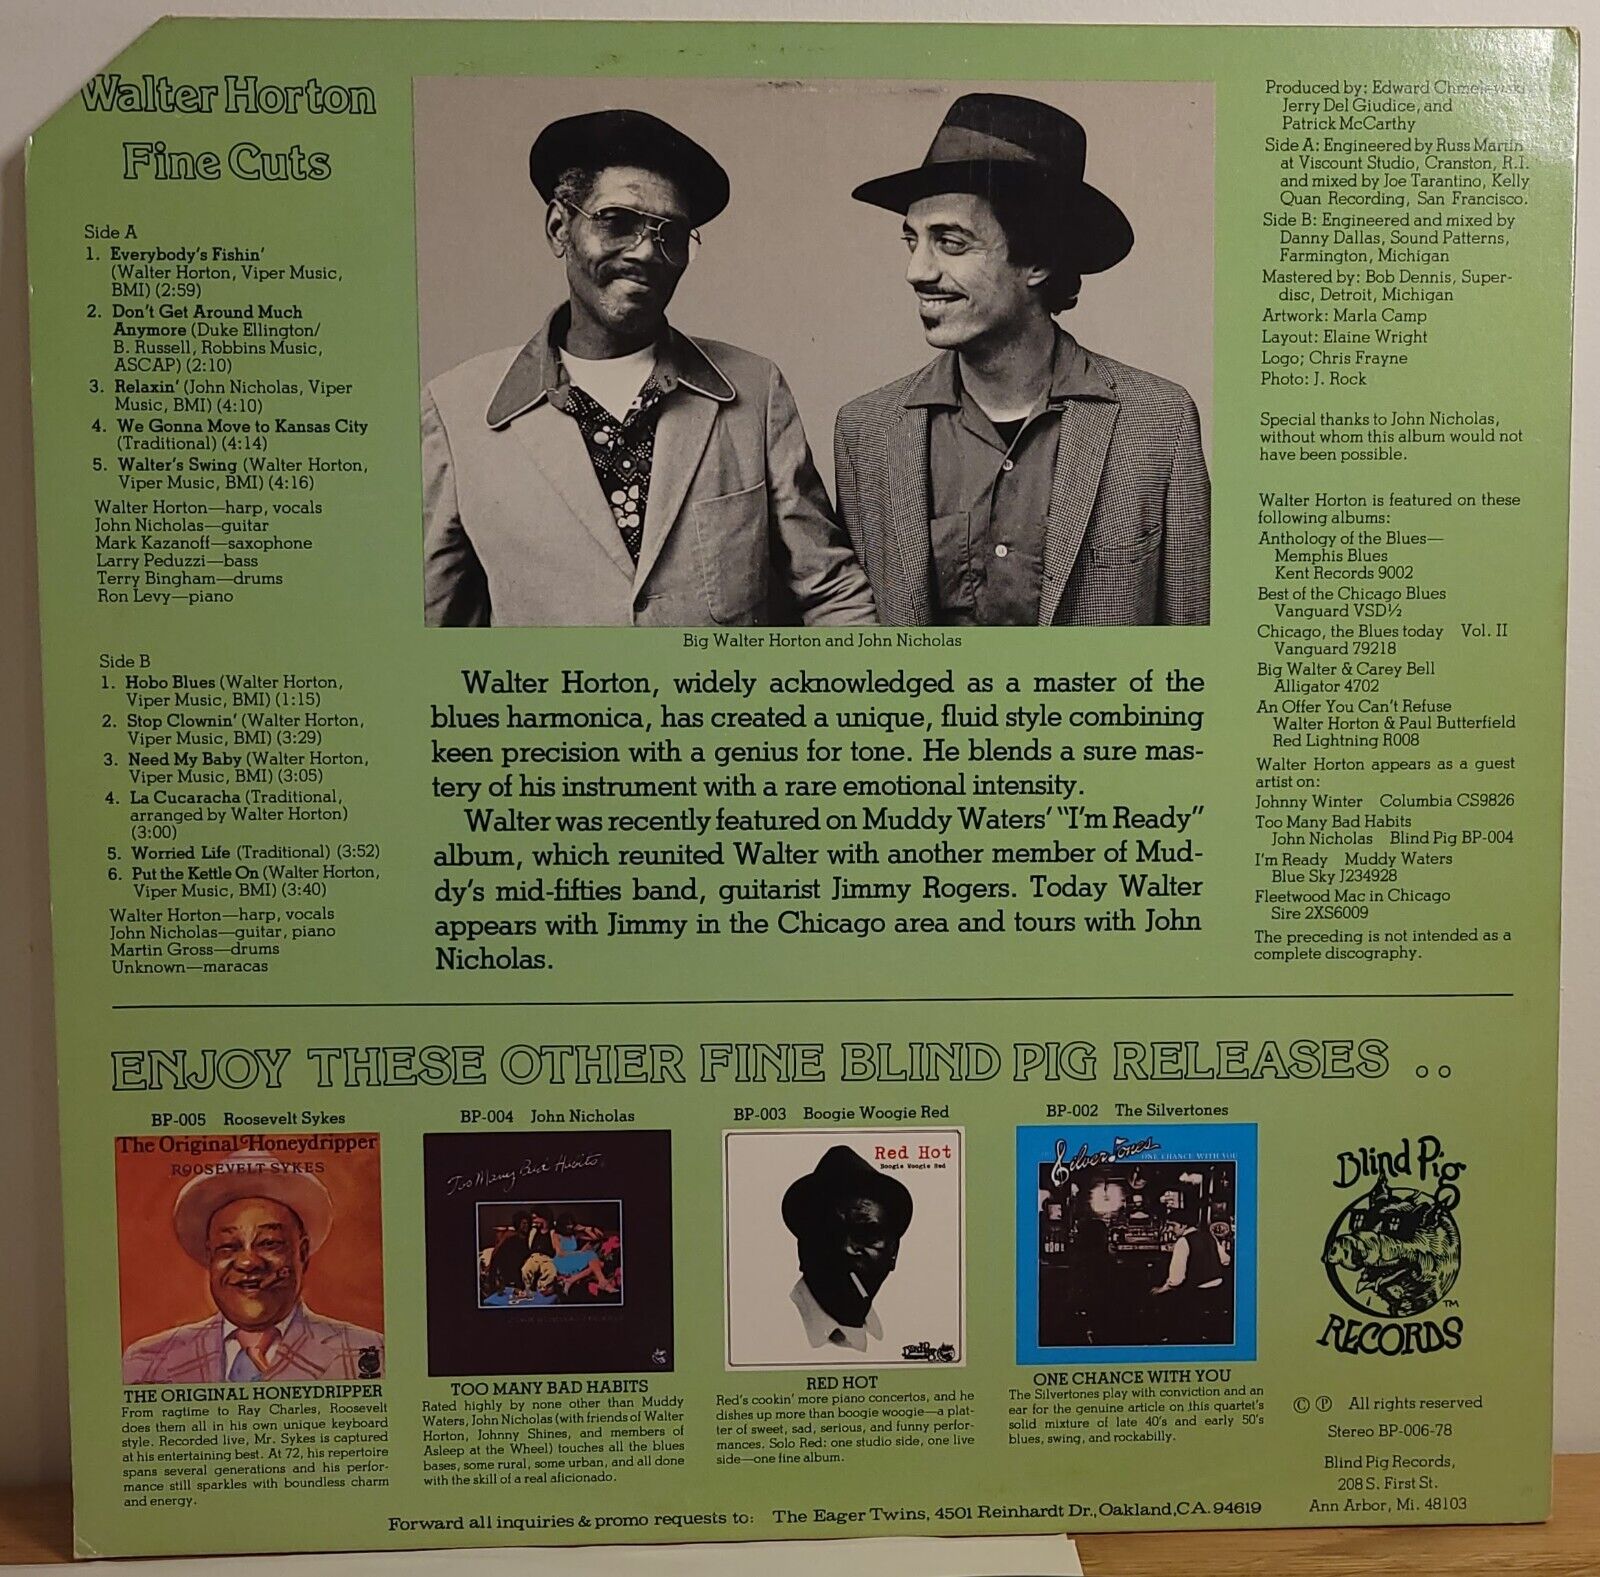 Walter Horton
Fine Cuts
Side A
1. Everybody's Fishin'
(Walter Horton, Viper Music,
BMI) (2:59)
2. Don't Get Around Much
Anymore (Duke Ellington/
B. Russell, Robbins Music,
ASCAP) (2:10)
3. Relaxin' (John Nicholas, Viper
Music, BMI) (4:10)
4. We Gonna Move to Kansas City
(Traditional) (4:14)
5. Walter's Swing (Walter Horton,
Viper Music, BMI) (4:16)
Walter Horton—harp, vocals
John Nicholas—guitar
Mark Kazanoff—saxophone
Larry Peduzzi—bass
Terry Bingham—drums
Ron Levy—piano
Side B
1. Hobo Blues (Walter Horton,
Viper Music, BMI) (1:15)
2. Stop Clownin' (Walter Horton,
Viper Music, BMI) (3:29)
3. Need My Baby (Walter Horton,
Viper Music, BMI) (3:05)
4. La Cucaracha (Traditional,
arranged by Walter Horton)
(3:00)
5. Worried Life (Traditional) (3:52)
6. Put the Kettle On (Walter Horton,
Viper Music, BMI) (3:40)
Walter Horton—harp, vocals
John Nicholas—guitar, piano
Martin Gross—drums
Unknown—maracas
Big Walter Horton and John Nicholas
Walter Horton, widely acknowledged as a master of the
blues harmonica, has created a unique, fluid style combining
keen precision with a genius for tone. He blends a sure mas-
tery of his instrument with a rare emotional intensity.
Walter was recently featured on Muddy Waters' "I'm Ready"
album, which reunited Walter with another member of Mud-
dy's mid-fifties band, guitarist Jimmy Rogers. Today Walter
appears with Jimmy in the Chicago area and tours with John
Nicholas.
Produced by: Edward Chmelewski,
Jerry Del Giudice, and
Patrick McCarthy
Side A: Engineered by Russ Martin
at Viscount Studio, Cranston, R.I.
and mixed by Joe Tarantino, Kelly
Quan Recording, San Francisco.
Side B: Engineered and mixed by
Danny Dallas, Sound Patterns,
Farmington, Michigan
Mastered by: Bob Dennis, Super-
disc, Detroit, Michigan
Artwork: Marla Camp
Layout: Elaine Wright
Logo; Chris Frayne
Photo: J. Rock
Special thanks to John Nicholas,
without whom this album would not
have been possible.
Walter Horton is featured on these
following albums:
Anthology of the Blues—
Memphis Blues
Kent Records 9002
Best of the Chicago Blues
Vanguard VSD½
Chicago, the Blues today Vol. II
Vanguard 79218
Big Walter & Carey Bell
Alligator 4702
An Offer You Can't Refuse
Walter Horton & Paul Butterfield
Red Lightning R008
Walter Horton appears as a guest
artist on:
Johnny Winter Columbia CS9826
Too Many Bad Habits
John Nicholas Blind Pig BP-004
I'm Ready Muddy Waters
Blue Sky J234928
Fleetwood Mac in Chicago
Sire 2XS6009
The preceding is not intended as a
complete discography.
ENJOY THESE OTHER FINE BLIND PIG RELEASES ..
BP-005 Roosevelt Sykes
The Original Honeydripper
ROOSEVELT SYKES
THE ORIGINAL HONEYDRIPPER
From ragtime to Ray Charles, Roosevelt
does them all in his own unique keyboard
style. Recorded live, Mr. Sykes is captured
at his entertaining best. At 72, his repertoire
spans several generations and his perfor-
mance still sparkles with boundless charm
and energy.
BP-004 John Nicholas
Too Many Bad Habits
TOO MANY BAD HABITS
Rated highly by none other than Muddy
Waters, John Nicholas (with friends of Walter
Horton, Johnny Shines, and members of
Asleep at the Wheel) touches all the blues
bases, some rural, some urban, and all done
with the skill of a real aficionado.
BP-003 Boogie Woogie Red
Red Hot
Boogie Woogie Red
RED HOT
Red's cookin' more piano concertos, and he
dishes up more than boogie woogie—a plat-
ter of sweet, sad, serious, and funny perfor-
mances. Solo Red: one studio side, one live
side—one fine album.
BP-002 The Silvertones
Silver Tones
ONE CHANCE WITH YOU
ONE CHANCE WITH YOU
The Silvertones play with conviction and an
ear for the genuine article on this quartet's
solid mixture of late 40's and early 50's
blues, swing, and rockabilly.
Blind Pig
TM
RECORDS
© ℗ All rights reserved
Stereo BP-006-78
Blind Pig Records,
208 S. First St.
Ann Arbor, Mi. 48103
Forward all inquiries & promo requests to: The Eager Twins, 4501 Reinhardt Dr., Oakland, CA. 94619